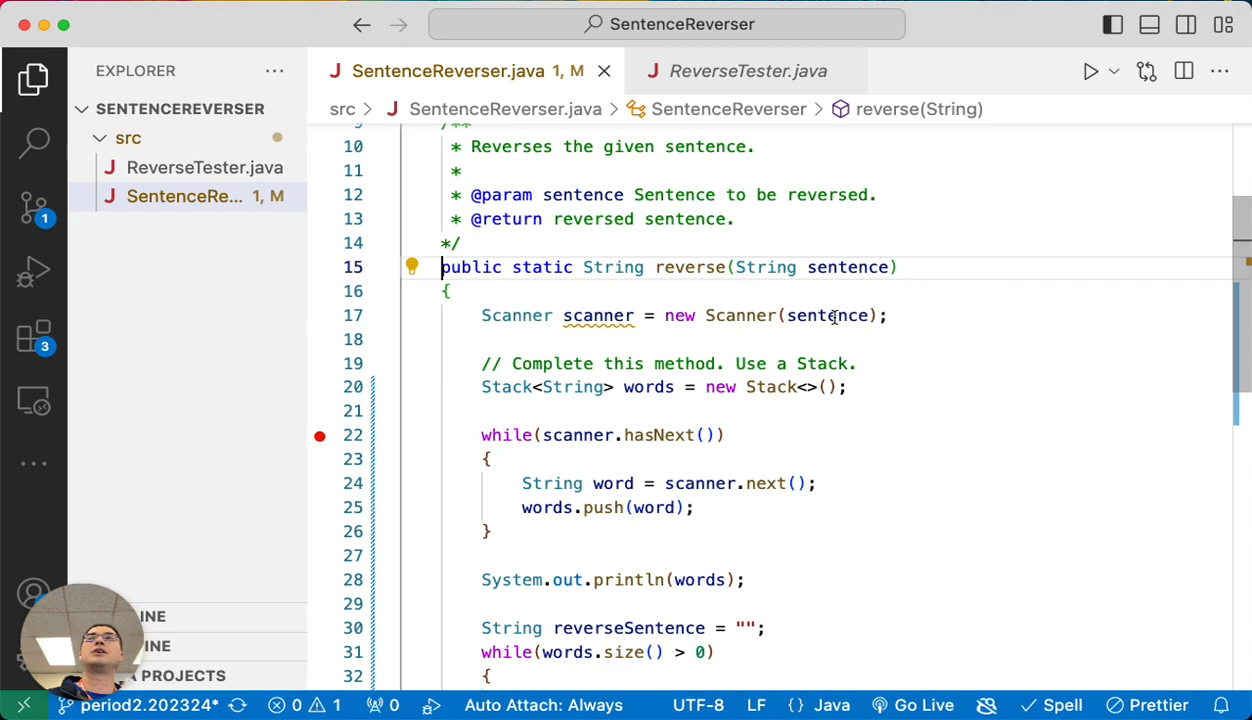 SentenceReverser
EXPLORER
SENTENCEREVERSER
src
ReverseTester.java
SentenceRe... 1, M
SentenceReverser.java 1, M
ReverseTester.java
src > SentenceReverser.java > SentenceReverser > reverse(String)
10 * Reverses the given sentence.
11 *
12 * @param sentence Sentence to be reversed.
13 * @return reversed sentence.
14 */
15 public static String reverse(String sentence)
16 {
17 Scanner scanner = new Scanner(sentence);
18
19 // Complete this method. Use a Stack.
20 Stack<String> words = new Stack<>();
21
22 while(scanner.hasNext())
23 {
24 String word = scanner.next();
25 words.push(word);
26 }
27
28 System.out.println(words);
29
30 String reverseSentence = "";
31 while(words.size() > 0)
32 {
1
3
INE
INE
PROJECTS
period2.202324* 0 1 0 Auto Attach: Always UTF-8 LF {} Java Go Live Spell Prettier